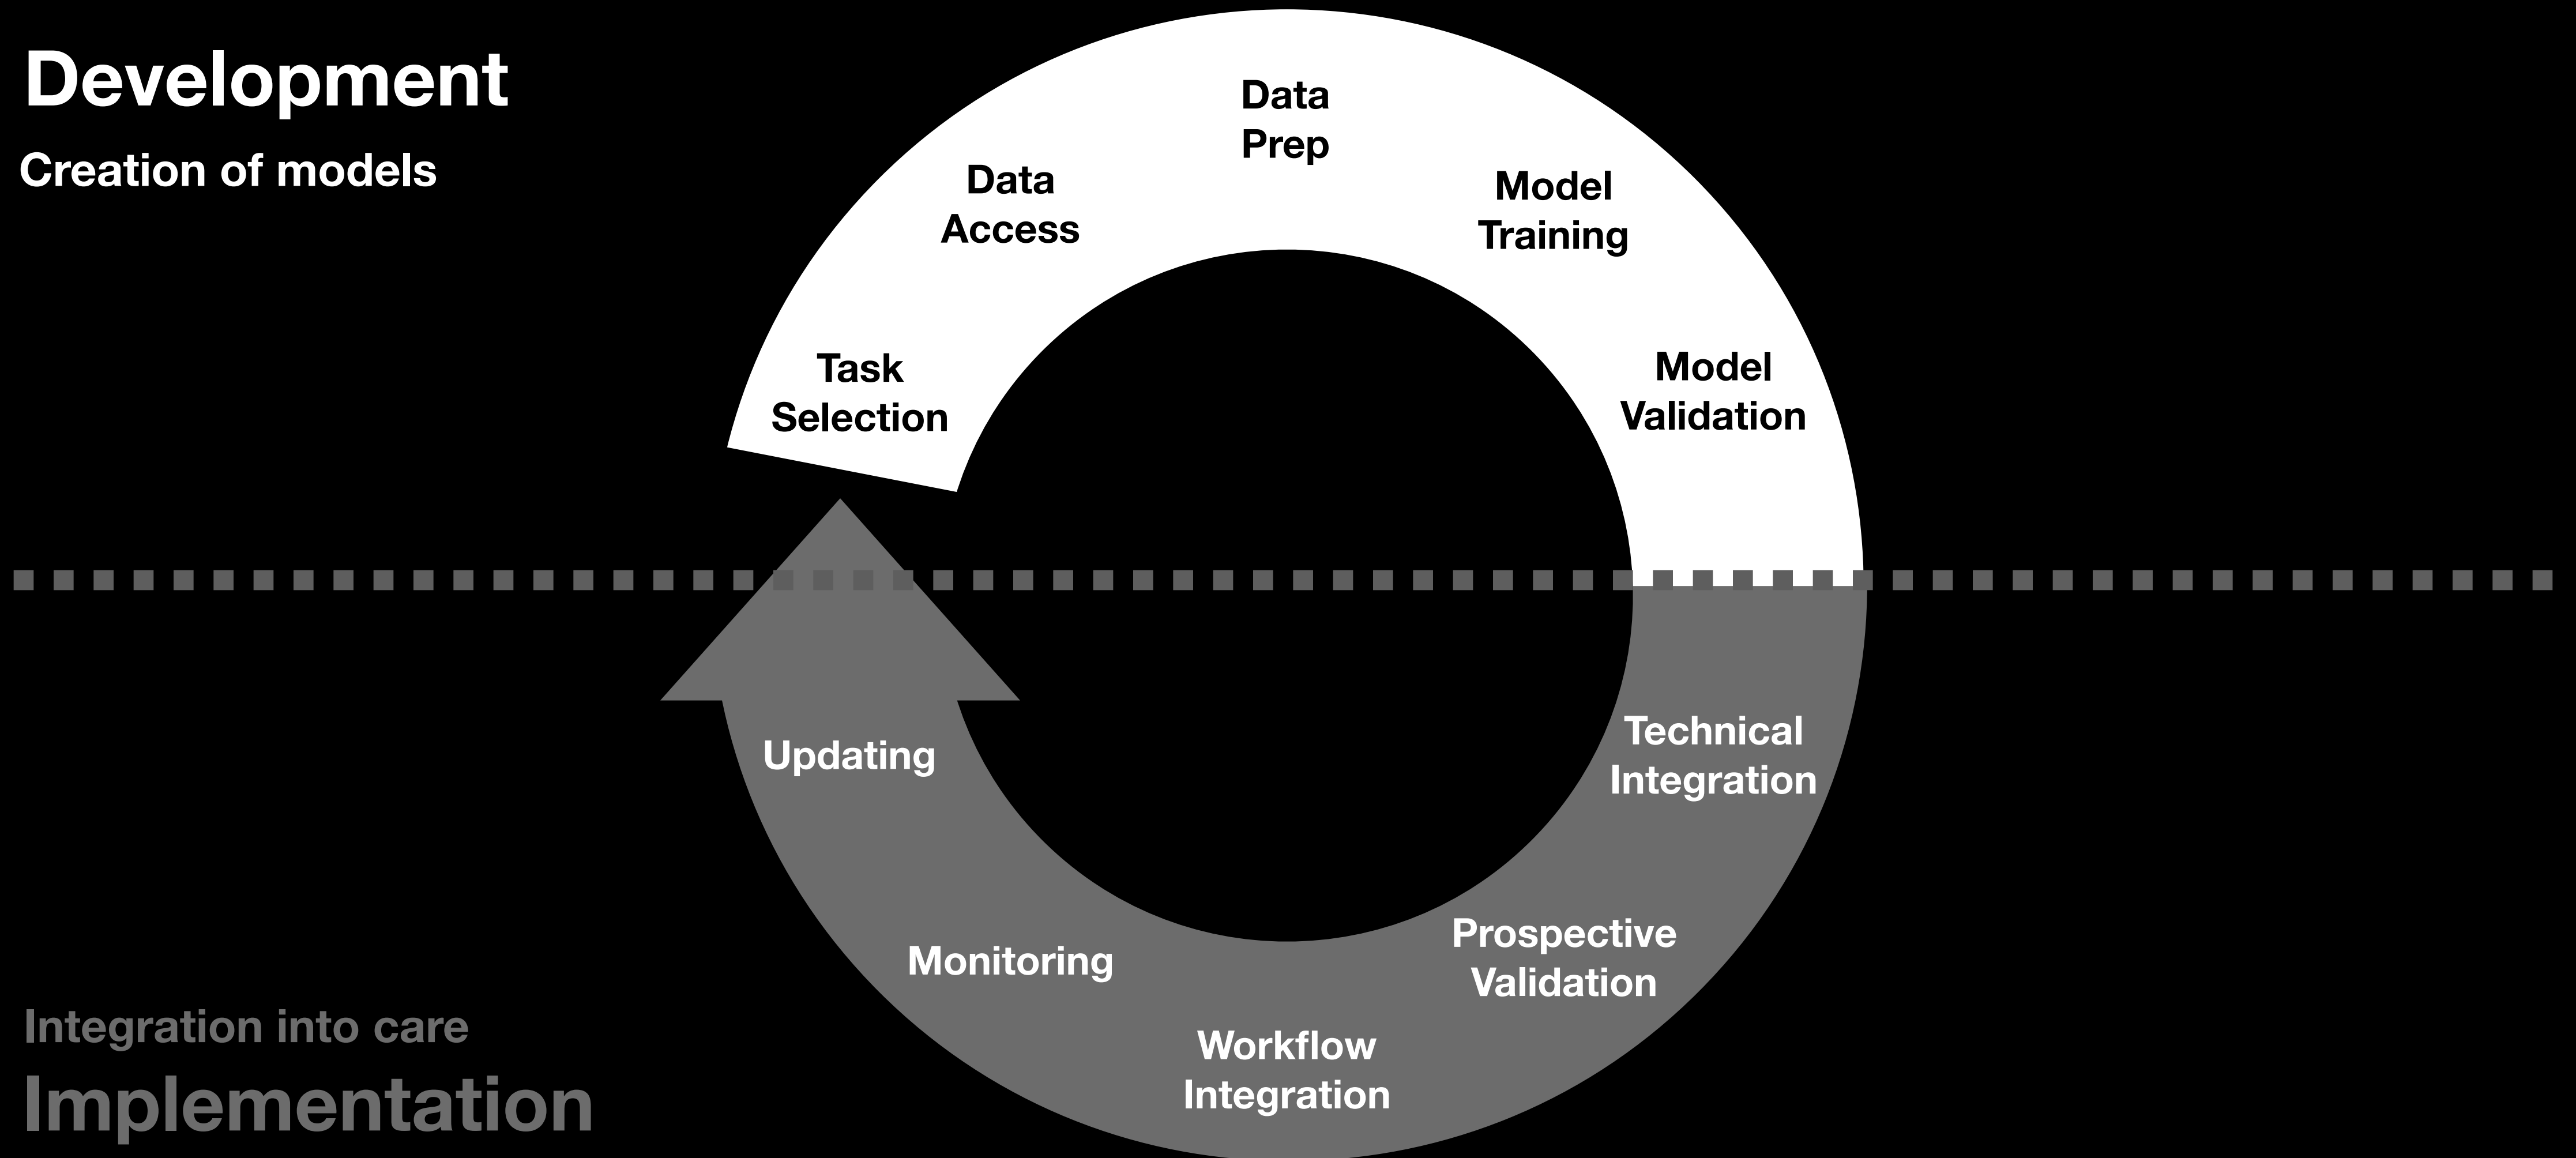 Development
Creation of models
Task
Selection
Data
Access
Data
Prep
Model
Training
Model
Validation
Technical
Integration
Prospective
Validation
Workflow
Integration
Monitoring
Updating
Integration into care
Implementation